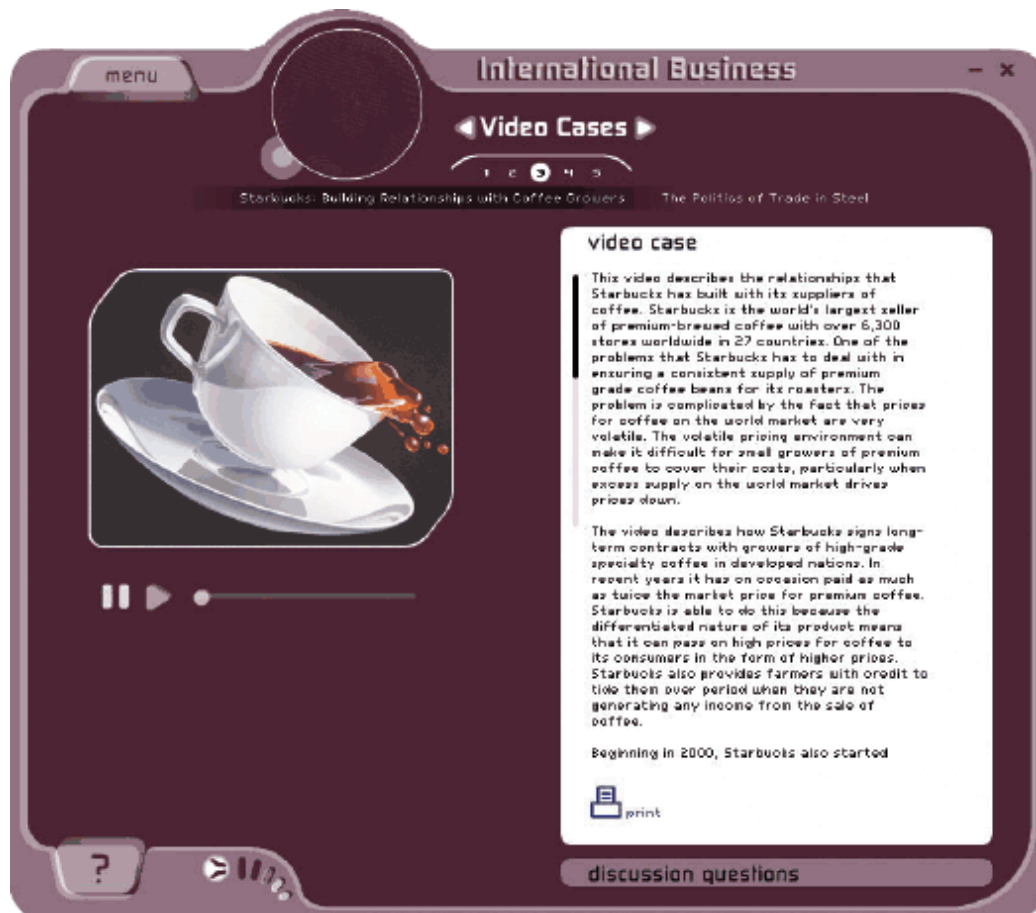 menu
International Business
Video Cases
1 2 3 4 5
Starbucks: Building Relationships with Coffee Growers
The Politics of Trade in Steel
video case
This video describes the relationships that
Starbucks has built with its suppliers of
coffee. Starbucks is the world's largest seller
of premium-brewed coffee with over 6,300
stores worldwide in 27 countries. One of the
problems that Starbucks has to deal with in
ensuring a consistent supply of premium
grade coffee beans for its roasters. The
problem is complicated by the fact that prices
for coffee on the world market are very
volatile. The volatile pricing environment can
make it difficult for small growers of premium
coffee to cover their costs, particularly when
excess supply on the world market drives
prices down.
The video describes how Starbucks signs long-
term contracts with growers of high-grade
specialty coffee in developed nations. In
recent years it has on occasion paid as much
as twice the market price for premium coffee.
Starbucks is able to do this because the
differentiated nature of its product means
that it can pass on high prices for coffee to
its consumers in the form of higher prices.
Starbucks also provides farmers with credit to
tide them over period when they are not
generating any income from the sale of
coffee.
Beginning in 2000, Starbucks also started
print
?
discussion questions